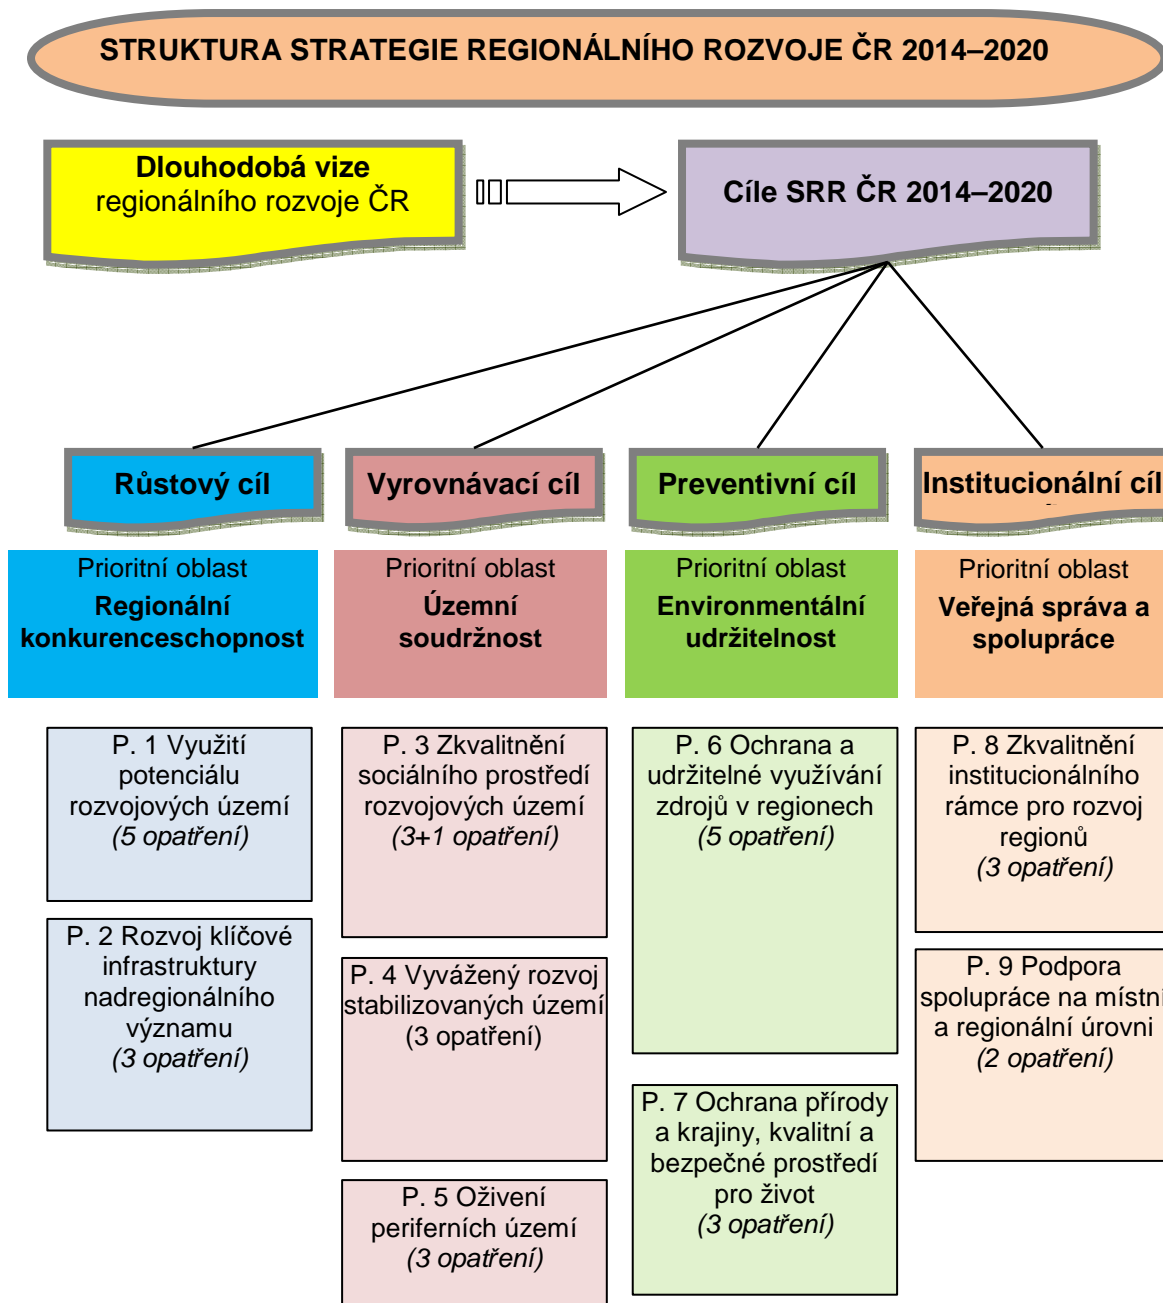 STRUKTURA STRATEGIE REGIONÁLNÍHO ROZVOJE ČR 2014–2020
Dlouhodobá vize
regionálního rozvoje ČR
Cíle SRR ČR 2014–2020
Růstový cíl
Vyrovnávací cíl
Preventivní cíl
Institucionální cíl
Prioritní oblast
Regionální
konkurenceschopnost
Prioritní oblast
Územní
soudržnost
Prioritní oblast
Environmentální
udržitelnost
Prioritní oblast
Veřejná správa a
spolupráce
P. 1 Využití
potenciálu
rozvojových území
(5 opatření)
P. 2 Rozvoj klíčové
infrastruktury
nadregionálního
významu
(3 opatření)
P. 3 Zkvalitnění
sociálního prostředí
rozvojových území
(3+1 opatření)
P. 4 Vyvážený rozvoj
stabilizovaných území
(3 opatření)
P. 5 Oživení
periferních území
(3 opatření)
P. 6 Ochrana a
udržitelné využívání
zdrojů v regionech
(5 opatření)
P. 7 Ochrana přírody
a krajiny, kvalitní a
bezpečné prostředí
pro život
(3 opatření)
P. 8 Zkvalitnění
institucionálního
rámce pro rozvoj
regionů
(3 opatření)
P. 9 Podpora
spolupráce na místní
a regionální úrovni
(2 opatření)